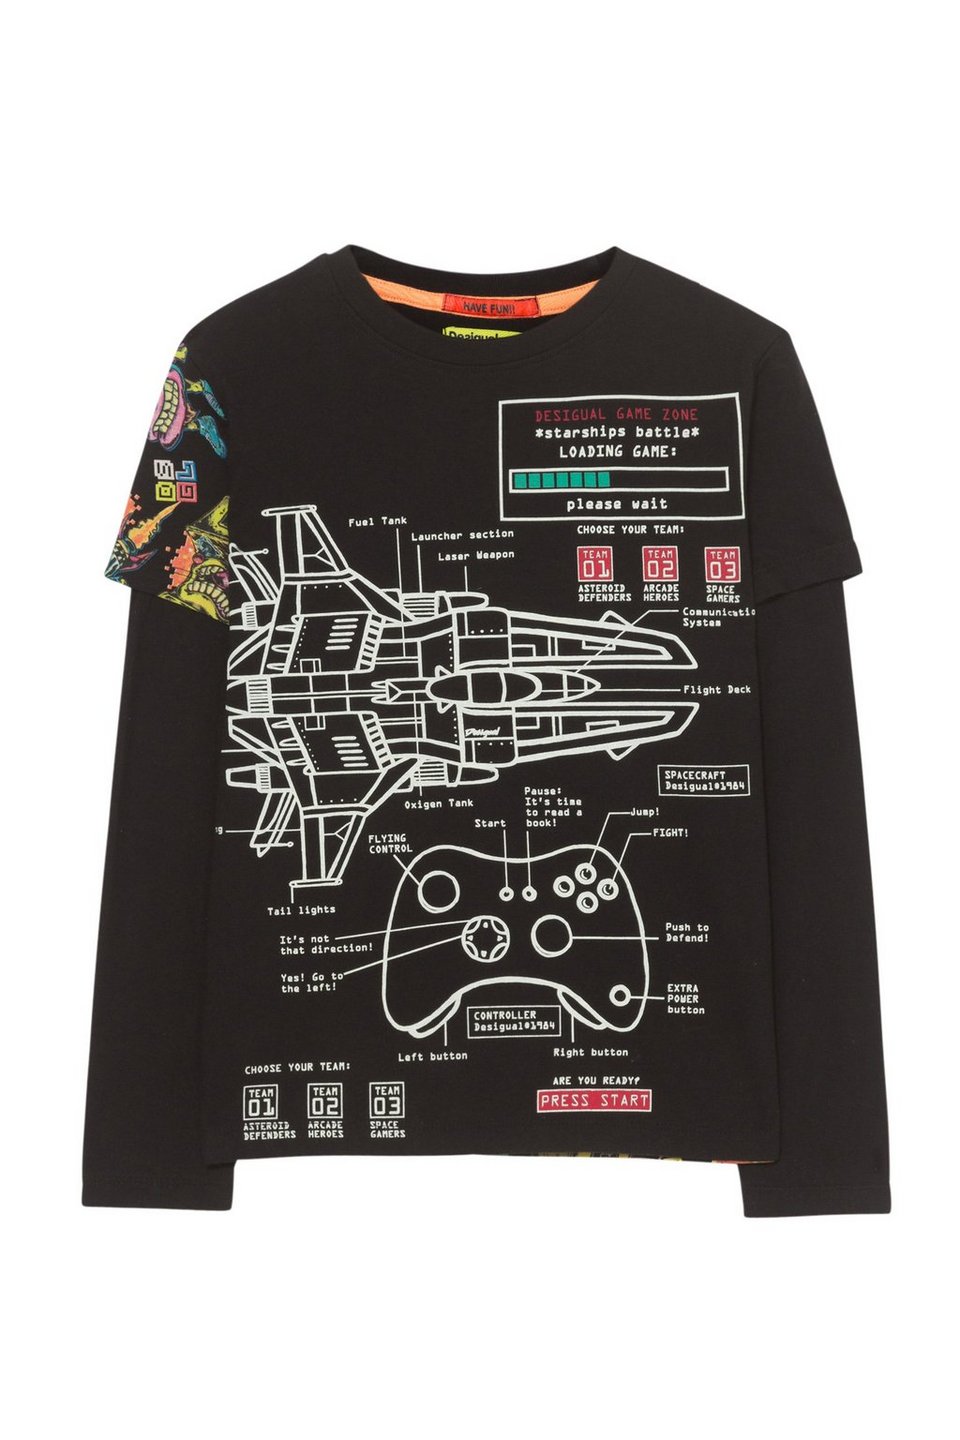 HAVE FUN!!
Desigual
DESIGUAL GAME ZONE
*starships battle*
LOADING GAME:
please wait
CHOOSE YOUR TEAM:
TEAM 01
TEAM 02
TEAM 03
ASTEROID DEFENDERS
ARCADE HEROES
SPACE GAMERS
Fuel Tank
Launcher section
Laser Weapon
Communicatio
System
Flight Deck
Desigual
SPACECRAFT
Desigual®1984
Oxigen Tank
Pause:
It's time
to read a
book!
Start
Jump!
FIGHT!
FLYING
CONTROL
Tail lights
It's not
that direction!
Yes! Go to
the left!
Push to
Defend!
EXTRA
POWER
button
CONTROLLER
Desigual®1984
Left button
Right button
CHOOSE YOUR TEAM:
TEAM 01
TEAM 02
TEAM 03
ASTEROID DEFENDERS
ARCADE HEROES
SPACE GAMERS
ARE YOU READY?
PRESS START